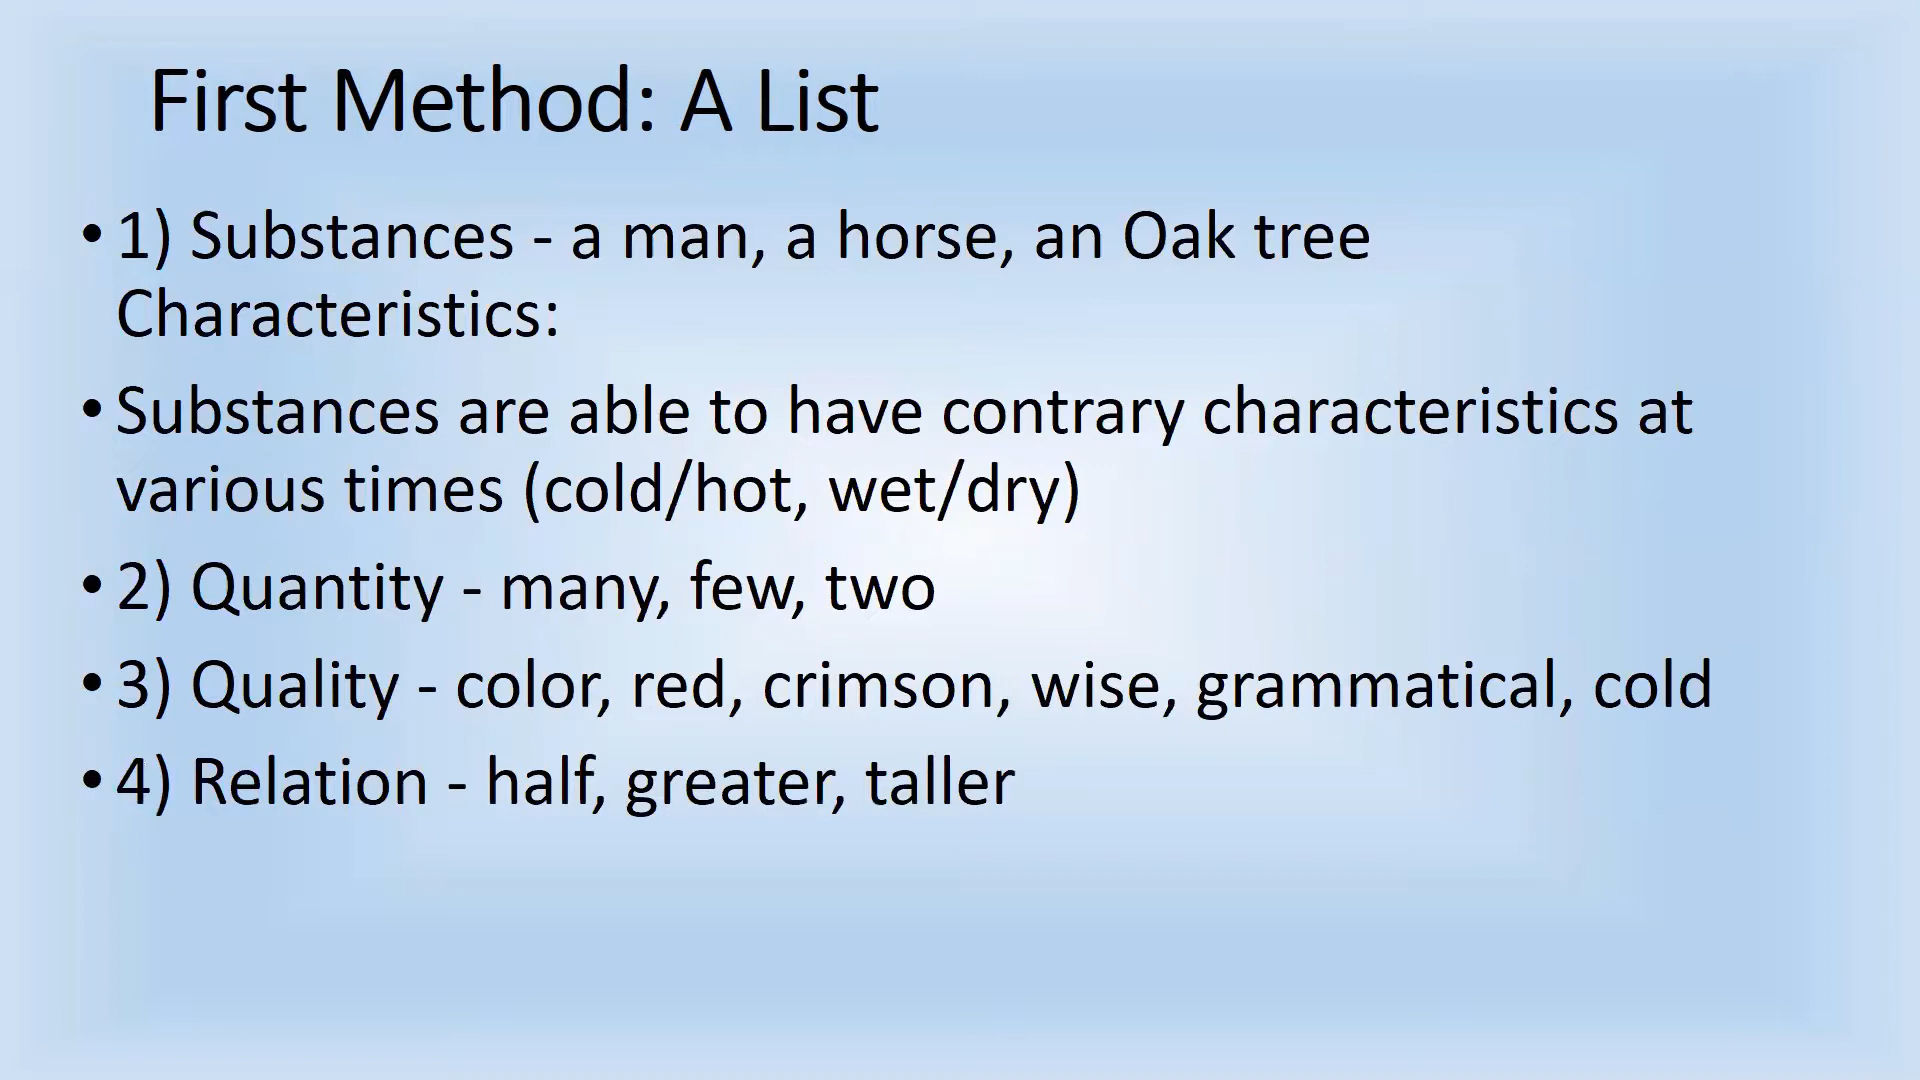 First Method: A List
• 1) Substances - a man, a horse, an Oak tree
Characteristics:
• Substances are able to have contrary characteristics at
various times (cold/hot, wet/dry)
• 2) Quantity - many, few, two
• 3) Quality - color, red, crimson, wise, grammatical, cold
• 4) Relation - half, greater, taller